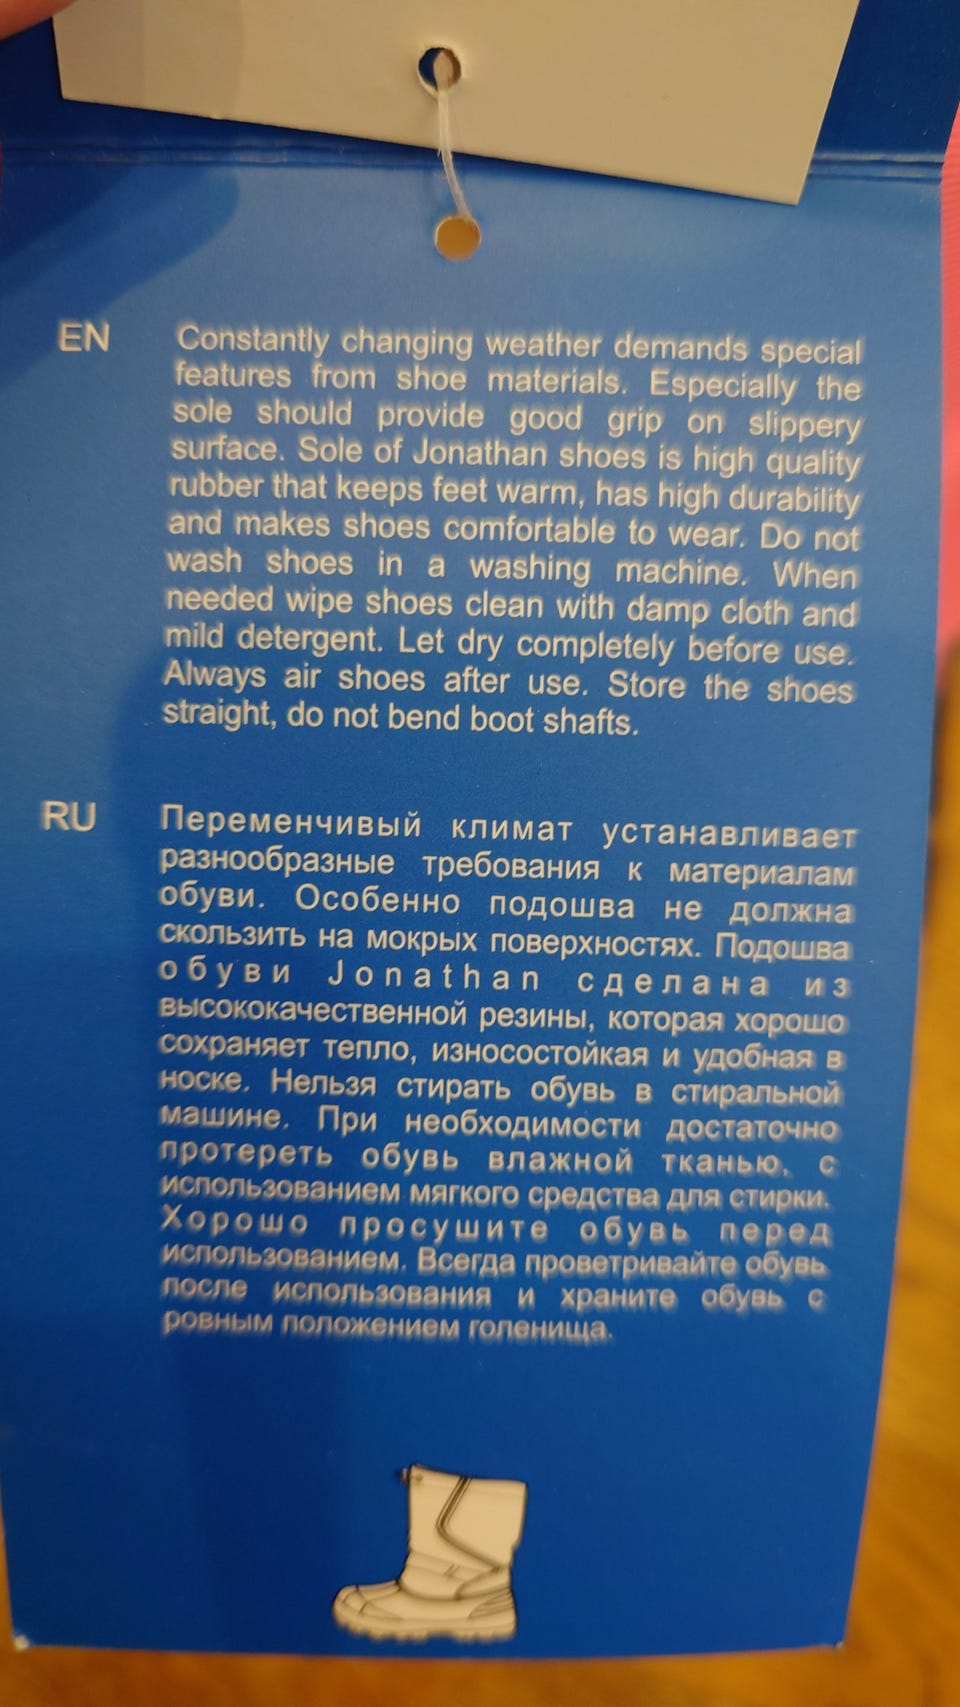 EN
Constantly changing weather demands special
features from shoe materials. Especially the
sole should provide good grip on slippery
surface. Sole of Jonathan shoes is high quality
rubber that keeps feet warm, has high durability
and makes shoes comfortable to wear. Do not
wash shoes in a washing machine. When
needed wipe shoes clean with damp cloth and
mild detergent. Let dry completely before use.
Always air shoes after use. Store the shoes
straight, do not bend boot shafts.
RU
Переменчивый климат устанавливает
разнообразные требования к материалам
обуви. Особенно подошва не должна
скользить на мокрых поверхностях. Подошва
обуви Jonathan сделана из
высококачественной резины, которая хорошо
сохраняет тепло, износостойкая и удобная в
носке. Нельзя стирать обувь в стиральной
машине. При необходимости достаточно
протереть обувь влажной тканью, с
использованием мягкого средства для стирки.
Хорошо просушите обувь перед
использованием. Всегда проветривайте обувь
после использования и храните обувь с
ровным положением голенища.